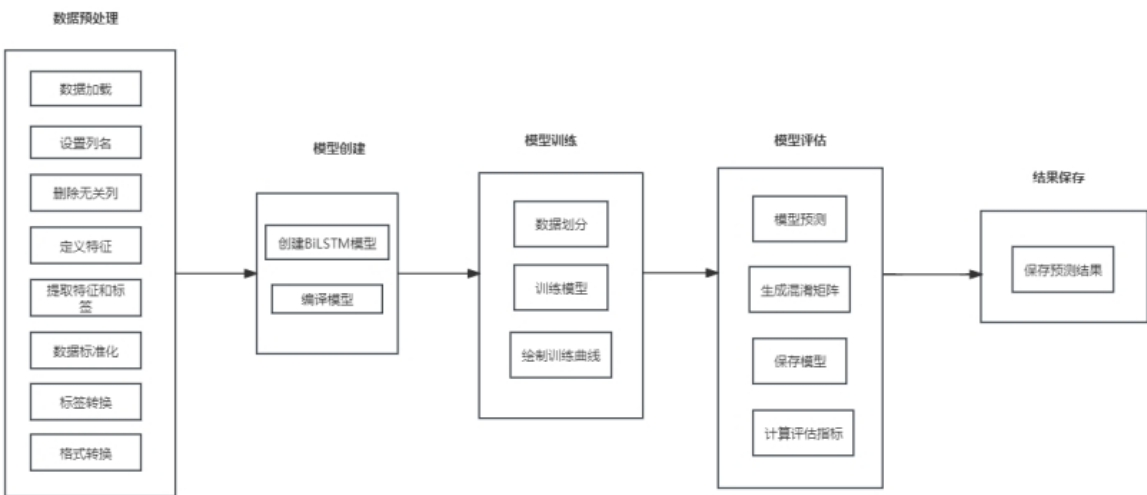 数据预处理
数据加载
设置列名
删除无关列
定义特征
提取特征和标
签
数据标准化
标签转换
格式转换
模型创建
创建BiLSTM模型
编译模型
模型训练
数据划分
训练模型
绘制训练曲线
模型评估
模型预测
生成混淆矩阵
保存模型
计算评估指标
结果保存
保存预测结果